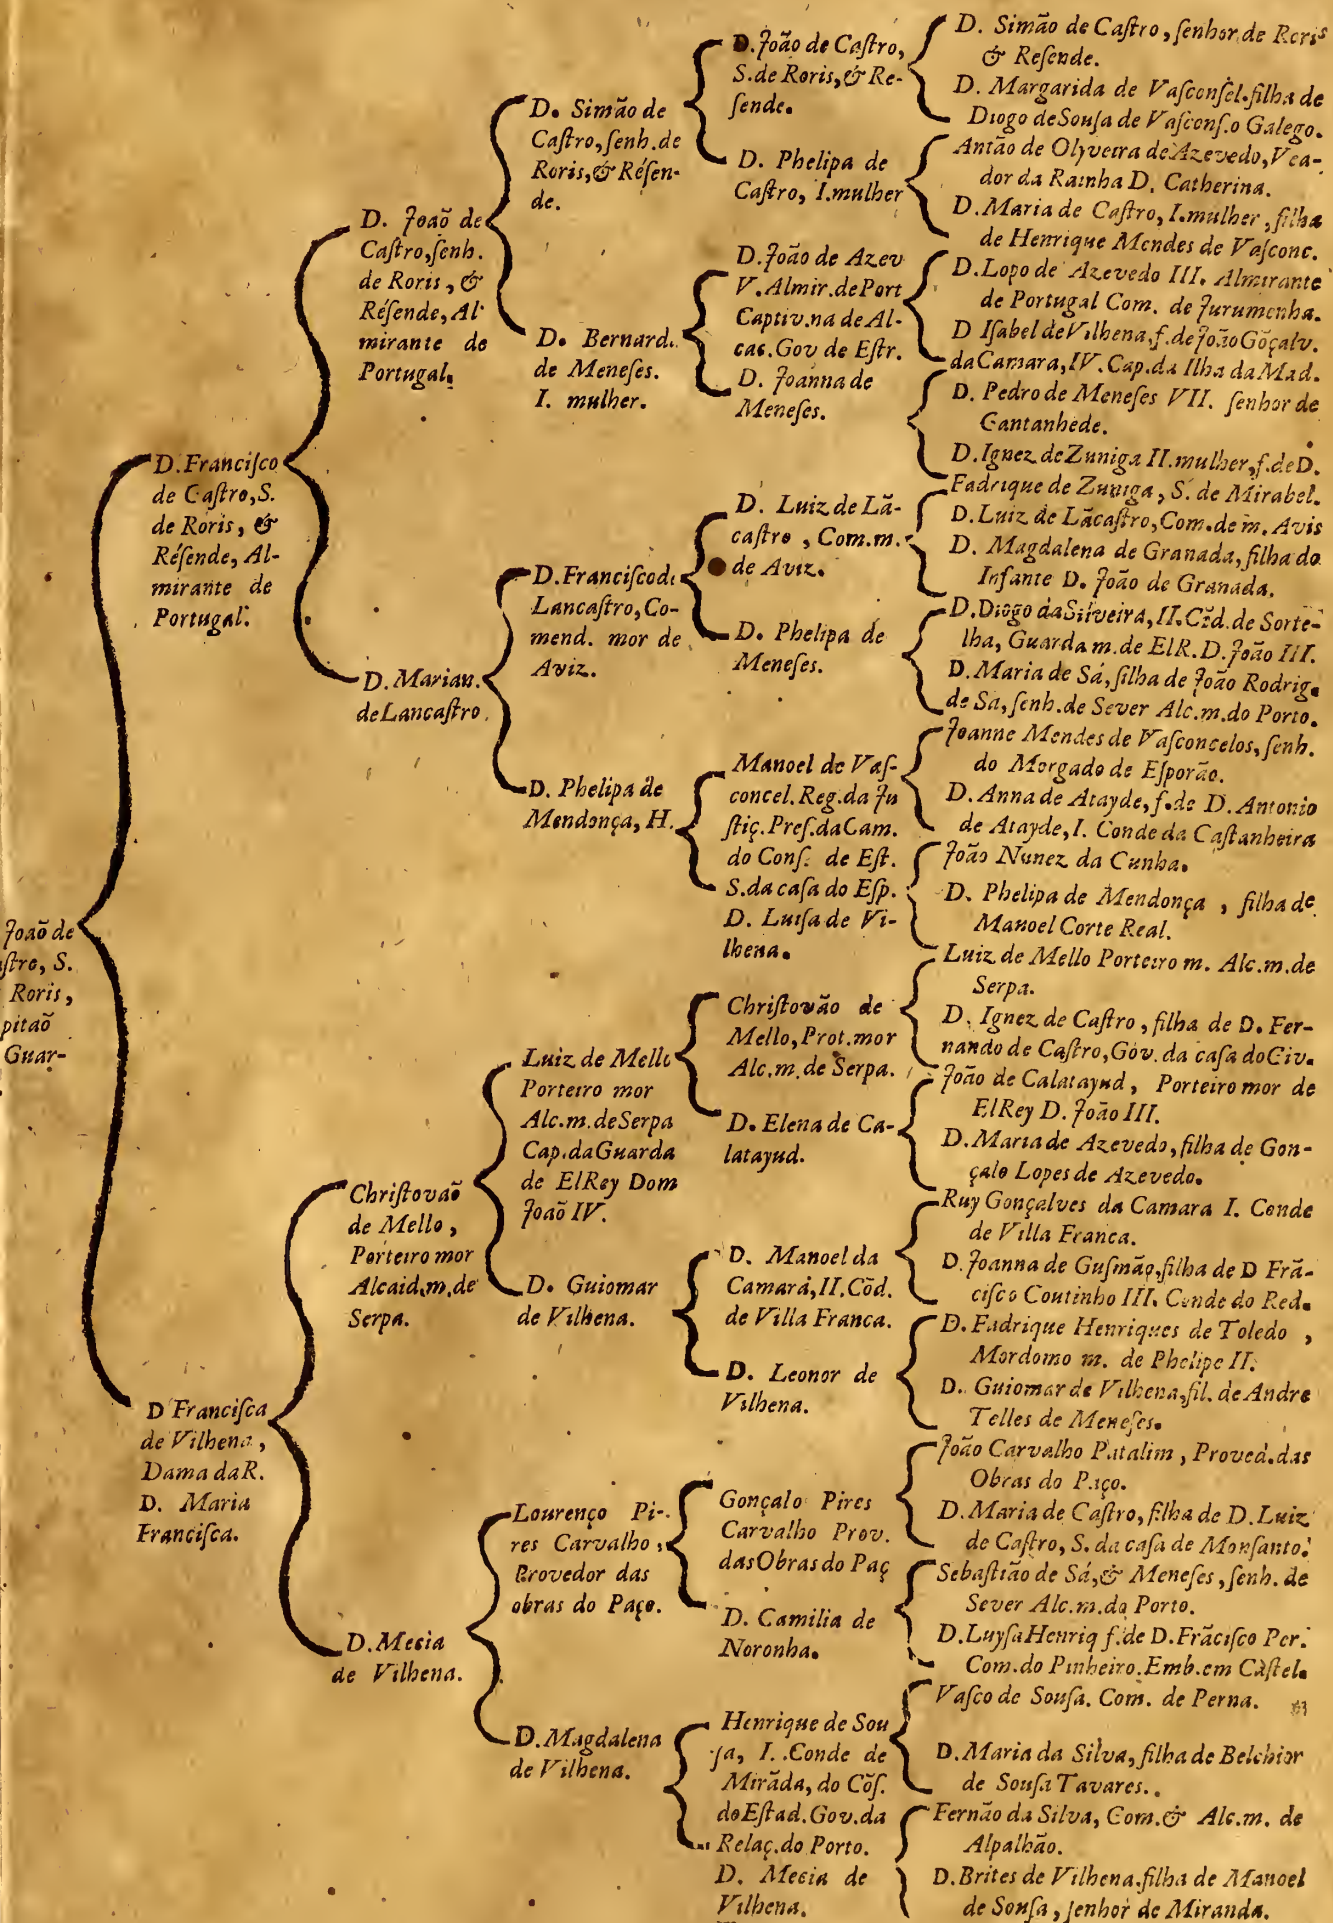 João de
ſtro, S.
Roris,
pitaõ
Guar-
D. Franciſco
de Caſtro, S.
de Roris, &
Réſende, Al-
mirante de
Portugal.
D Franciſca
de Vilhena,
Dama da R.
D. Maria
Franciſca.
D. Joaõ de
Caſtro, ſenh.
de Roris, &
Réſende, Al
mirante de
Portugal.
D. Marian.
de Lancaſtro.
Chriſtovaõ
de Mello,
Porteiro mor
Alcaid. m. de
Serpa.
D. Mecia
de Vilhena.
D. Simão de
Caſtro, ſenh. de
Roris, & Réſen-
de.
D. Bernard.
de Meneſes.
I. mulher.
D. Franciſco de
Lancaſtro, Co-
mend. mor de
Aviz.
D. Phelipa de
Mendonça, H.
Luiz de Mello
Porteiro mor
Alc. m. de Serpa
Cap. da Guarda
de ElRey Dom
Joaõ IV.
D. Guiomar
de Vilhena.
Lourenço Pi-
res Carvalho,
Provedor das
obras do Paço.
D. Magdalena
de Vilhena.
D. João de Caſtro,
S. de Roris, & Re-
ſende.
D. Phelipa de
Caſtro, I. mulher
D. João de Azev
V. Almir. de Port
Captiv. na de Al-
cac. Gov de Eſtr.
D. Joanna de
Meneſes.
D. Luiz de Lã-
caſtro, Com. m.
de Aviz.
D. Phelipa de
Meneſes.
Manoel de Vaſ-
concel. Reg. da Ju
ſtiç. Preſ. da Cam.
do Conſ. de Eſt.
S. da caſa do Eſp.
D. Luiſa de Vi-
lhena.
Chriſtovão de
Mello, Prot. mor
Alc. m. de Serpa.
D. Elena de Ca-
latayud.
D. Manoel da
Camará, II. Cõd.
de Villa Franca.
D. Leonor de
Vilhena.
Gonçalo Pires
Carvalho Prov.
das Obras do Paç
D. Camilia de
Noronha.
Henrique de Sou
ſa, I. Conde de
Mirãda, do Cõſ.
do Eſtad. Gov. da
Relaç. do Porto.
D. Mecia de
Vilhena.
D. Simão de Caſtro, ſenhor de Roris
& Reſende.
D. Margarida de Vaſconſel. filha de
Diogo de Souſa de Vaſconſ. o Galego.
Antão de Olyveira de Azevedo, Vea-
dor da Rainha D. Catherina.
D. Maria de Caſtro, I. mulher, filha
de Henrique Mendes de Vaſconc.
D. Lopo de Azevedo III. Almirante
de Portugal Com. de Jurumenha.
D Iſabel de Vilhena, f. de João Gõçalv.
da Camara, IV. Cap. da Ilha da Mad.
D. Pedro de Meneſes VII. ſenhor de
Cantanhede.
D. Ignez de Zuniga II. mulher, f. de D.
Fadrique de Zuniga, S. de Mirabel.
D. Luiz de Lãcaſtro, Com. de m. Avis
D. Magdalena de Granada, filha do
Infante D. João de Granada.
D. Diogo da Silveira, II. Cõd. de Sorte-
lha, Guarda m. de ElR. D. João III.
D. Maria de Sá, filha de João Rodrig.
de Sa, ſenh. de Sever Alc. m. do Porto.
Joanne Mendes de Vaſconcelos, ſenh.
do Morgado de Eſporão.
D. Anna de Atayde, f. de D. Antonio
de Atayde, I. Conde da Caſtanheira
João Nunez da Cunha.
D. Phelipa de Mendonça, filha de
Manoel Corte Real.
Luiz de Mello Porteiro m. Alc. m. de
Serpa.
D. Ignez de Caſtro, filha de D. Fer-
nando de Caſtro, Gov. da caſa do Civ.
João de Calatayud, Porteiro mor de
ElRey D. João III.
D. Maria de Azevedo, filha de Gon-
çalo Lopes de Azevedo.
Ruy Gonçalves da Camara I. Conde
de Villa Franca.
D. Joanna de Guſmão, filha de D Frã-
ciſco Coutinho III. Conde do Red.
D. Fadrique Henriques de Toledo,
Mordomo m. de Phelipe II.
D. Guiomar de Vilhena, fil. de Andre
Telles de Meneſes.
João Carvalho Patalim, Proved. das
Obras do Paço.
D. Maria de Caſtro, filha de D. Luiz
de Caſtro, S. da caſa de Monſanto.
Sebaſtião de Sá, & Meneſes, ſenh. de
Sever Alc. m. do Porto.
D. Luyſa Henriq f. de D. Frãciſco Per.
Com. do Pinheiro. Emb. em Caſtel.
Vaſco de Souſa. Com. de Perna.
D. Maria da Silva, filha de Belchior
de Souſa Tavares.
Fernão da Silva, Com. & Alc. m. de
Alpalhão.
D. Brites de Vilhena. filha de Manoel
de Souſa, ſenhor de Miranda.